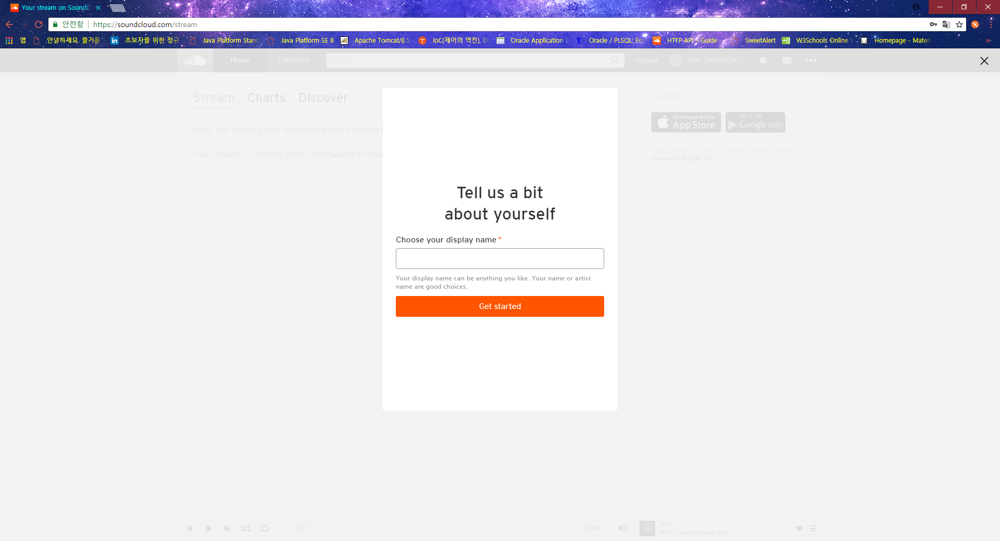 Your stream on SoundC
안전함 https://soundcloud.com/stream
앱 안녕하세요. 즐거운 초보자를 위한 정규 Java Platform Stand Java Platform SE 8 Apache Tomcat/8.5 IoC(제어의 역전), D Oracle Application Oracle / PLSQL: HTTP API - Guide SweetAlert W3Schools Online Homepage - Mater
Home Collection Search Upload User 716117834
Stream Charts Discover
Go mobile
Download on the App Store
GET IT ON Google play
Hear the latest posts from the people you're
Your stream is currently empty. Use Search or Cha
Legal · Privacy · Cookies · Imprint · Popular searches
Language: English (US)
Tell us a bit
about yourself
Choose your display name *
Your display name can be anything you like. Your name or artist
name are good choices.
Get started
0:00 19:49
NCS
NCS: Colors [Album Mix]